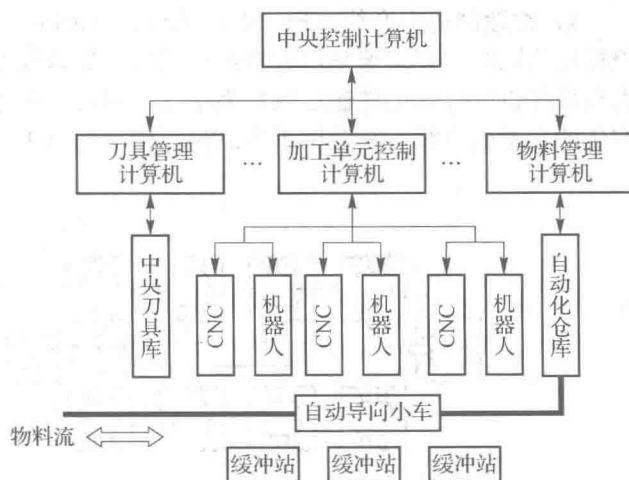 中央控制计算机
刀具管理
计算机
…
加工单元控制
计算机
…
物料管理
计算机
中央刀具库
CNC
机器人
CNC
机器人
CNC
机器人
自动化仓库
自动导向小车
物料流
缓冲站
缓冲站
缓冲站